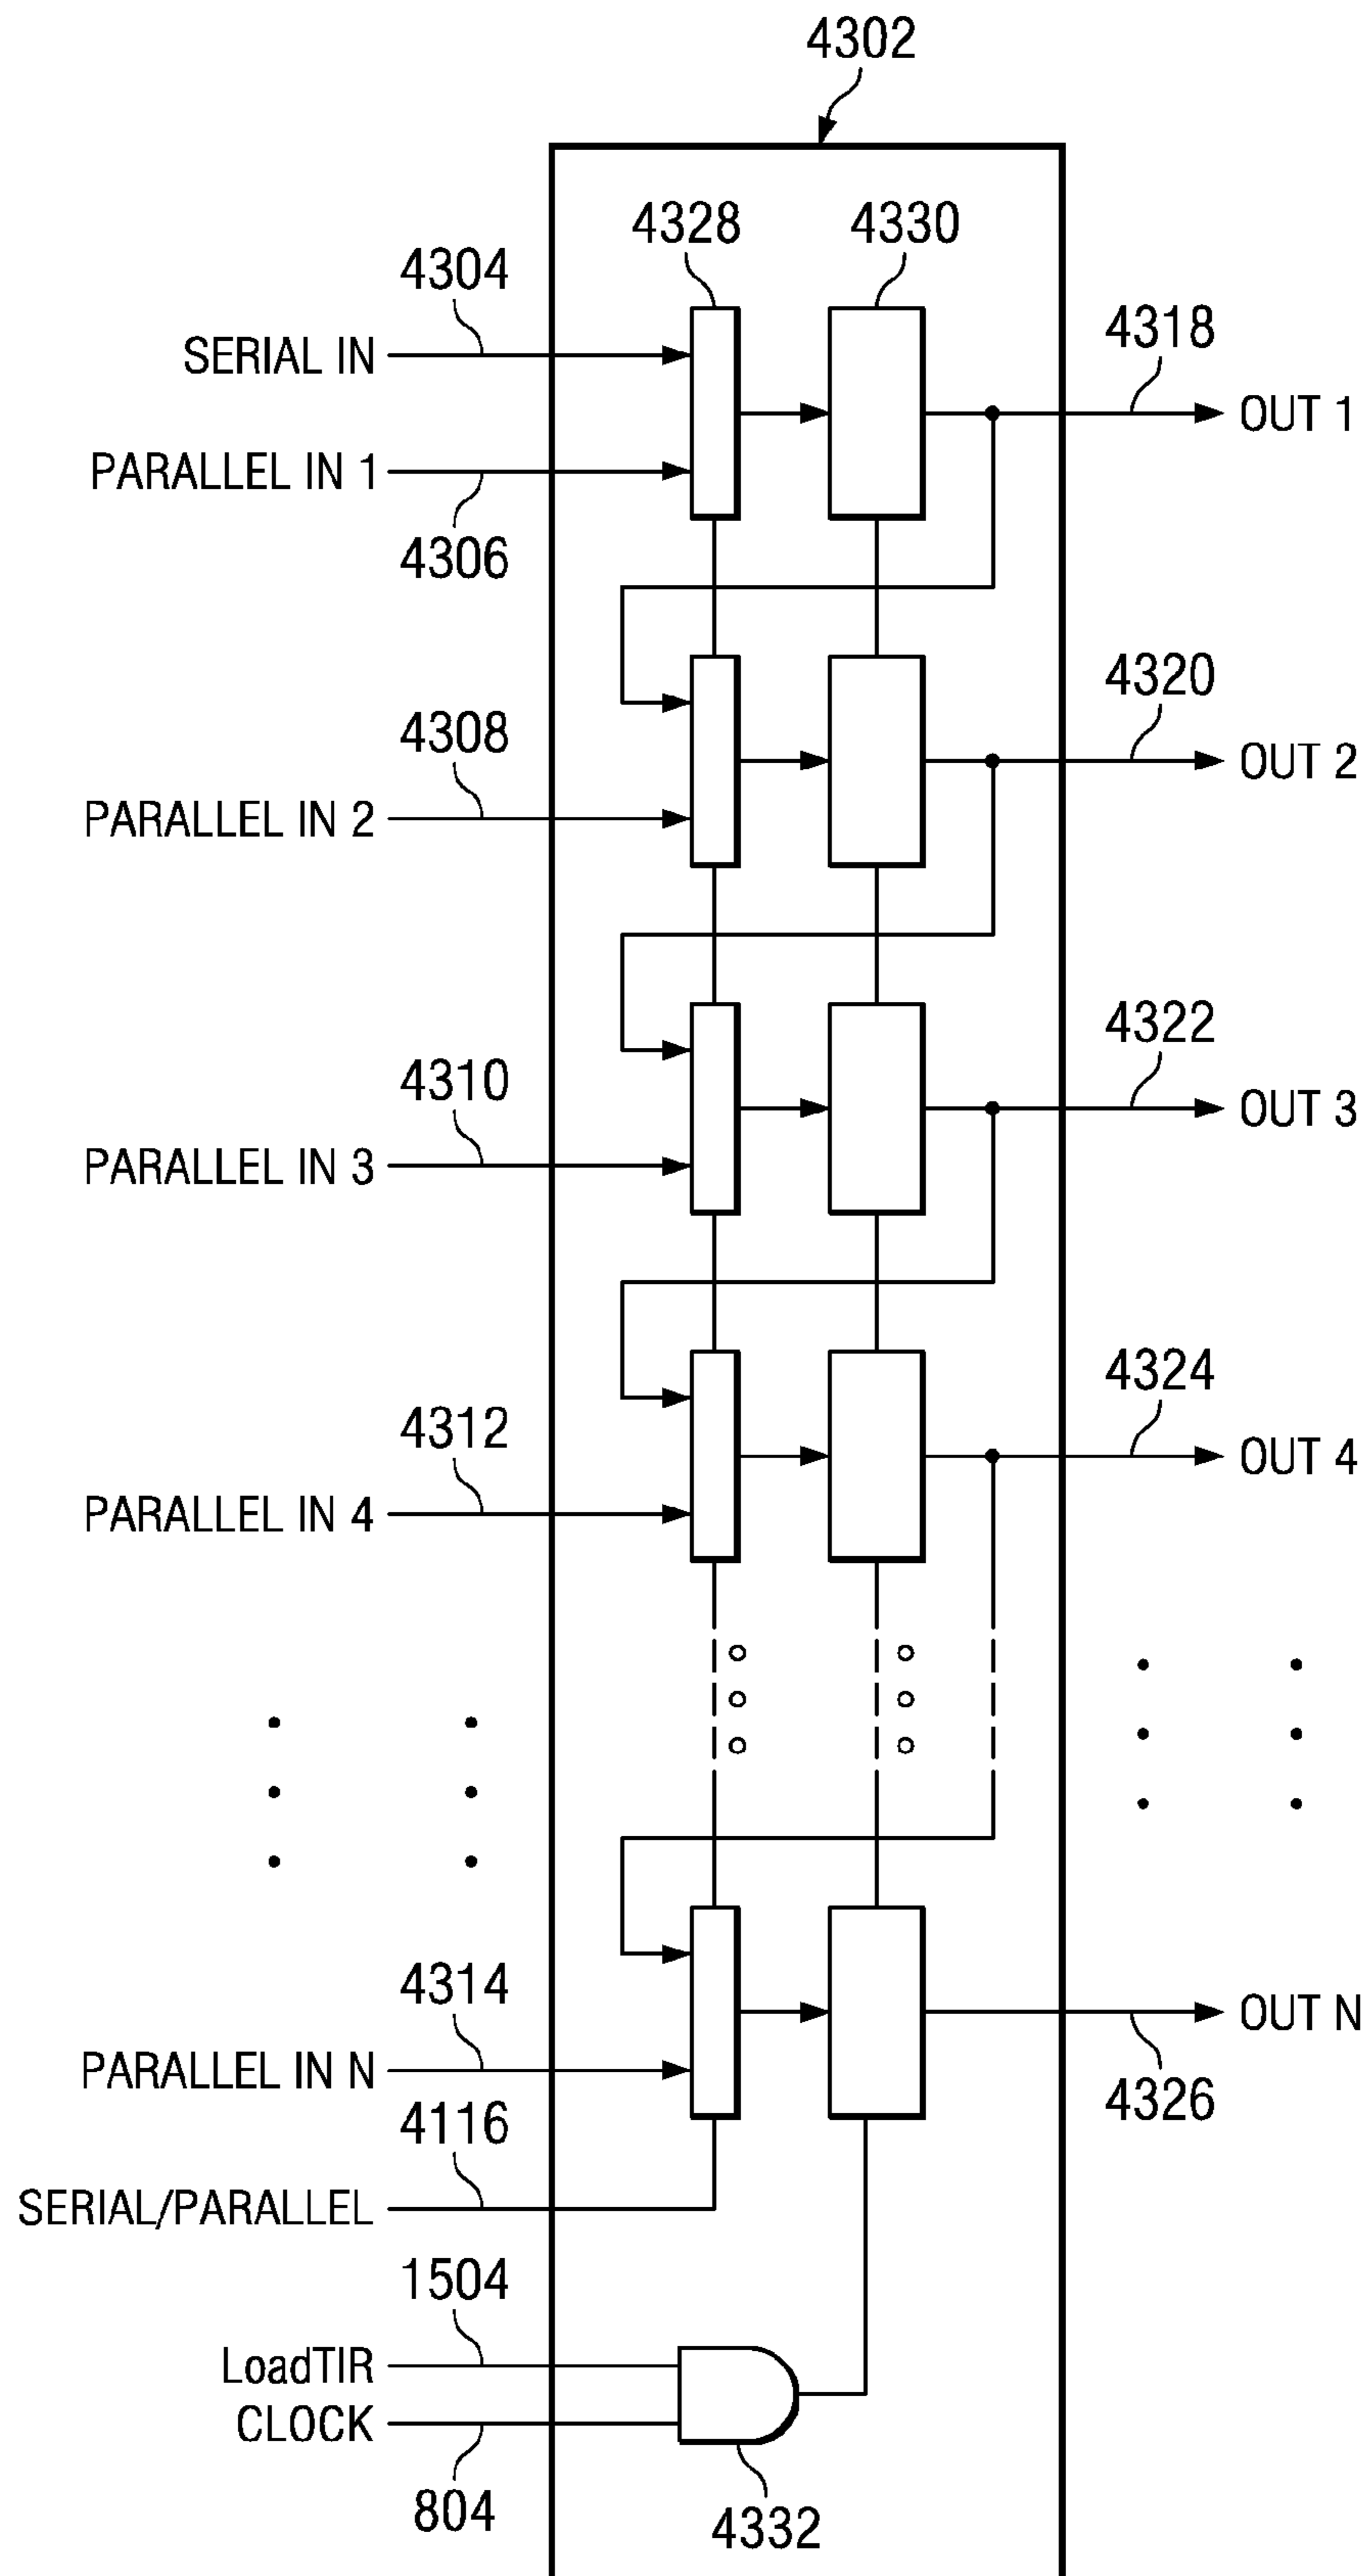 4302
4328
4330
4304
SERIAL IN
4318
OUT 1
PARALLEL IN 1
4306
4320
4308
OUT 2
PARALLEL IN 2
4322
4310
OUT 3
PARALLEL IN 3
4324
4312
OUT 4
PARALLEL IN 4
4314
OUT N
PARALLEL IN N
4326
4116
SERIAL/PARALLEL
1504
LoadTIR
CLOCK
804
4332